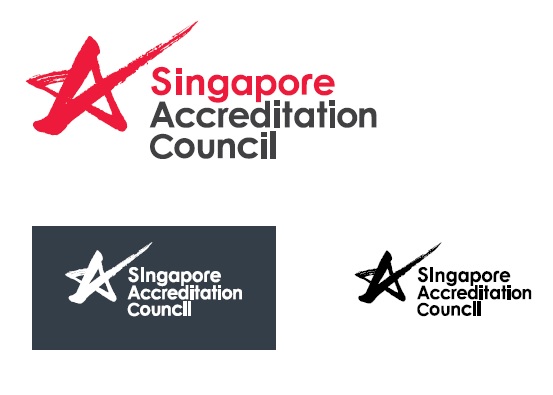 Singapore
Accreditation
Council
Singapore
Accreditation
Council
Singapore
Accreditation
Council